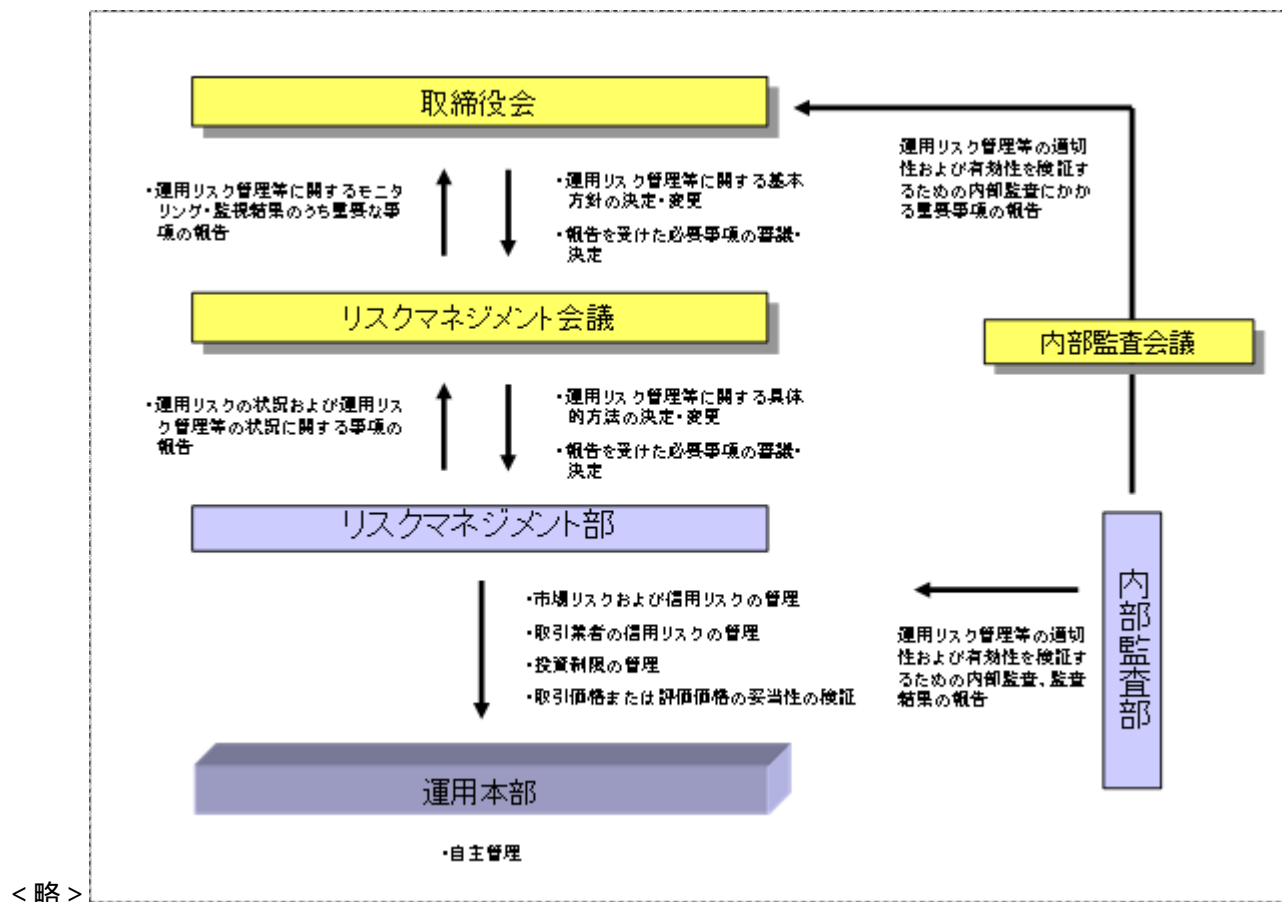 取締役会
・運用リスク管理等に関するモニタ
リング・監視結果のうち重要な事
項の報告
・運用リスク管理等に関する基本
方針の決定・変更
・報告を受けた必要事項の審議・
決定
運用リスク管理等の適切
性および有効性を検証す
るための内部監査にかか
る重要事項の報告
リスクマネジメント会議
内部監査会議
・運用リスクの状況および運用リス
ク管理等の状況に関する事項の
報告
・運用リスク管理等に関する具体
的方法の決定・変更
・報告を受けた必要事項の審議・
決定
リスクマネジメント部
・市場リスクおよび信用リスクの管理
・取引業者の信用リスクの管理
・投資制限の管理
・取引価格または評価価格の妥当性の検証
運用リスク管理等の適切
性および有効性を検証す
るための内部監査、監査
結果の報告
内部監査部
運用本部
・自主管理
<略>